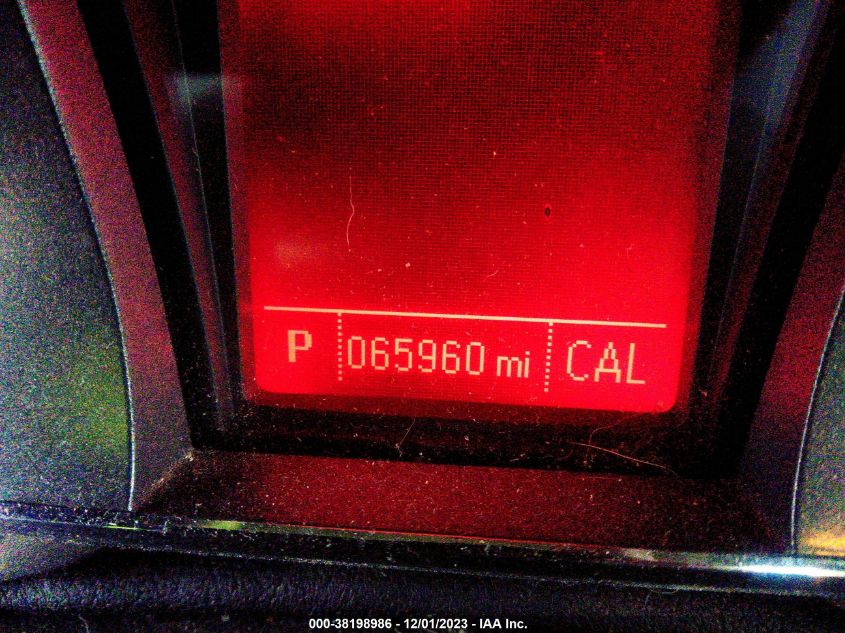 P 065960 mi CAL
000-38198986 - 12/01/2023 - IAA Inc.